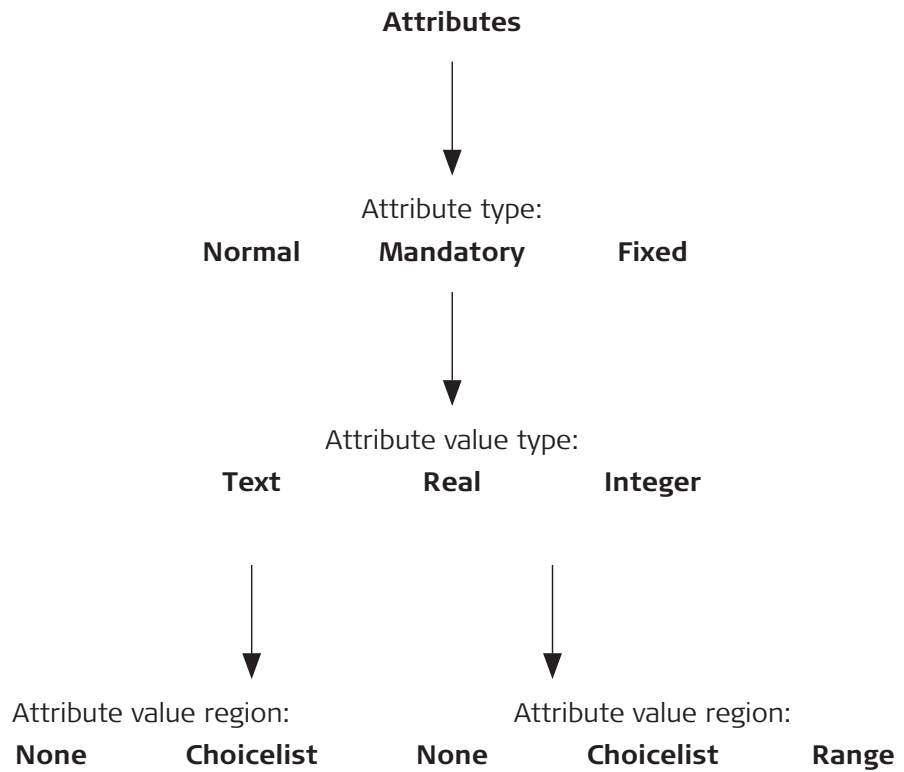 Attributes
Attribute type:
Normal Mandatory Fixed
Attribute value type:
Text Real Integer
Attribute value region: Attribute value region:
None Choicelist None Choicelist Range